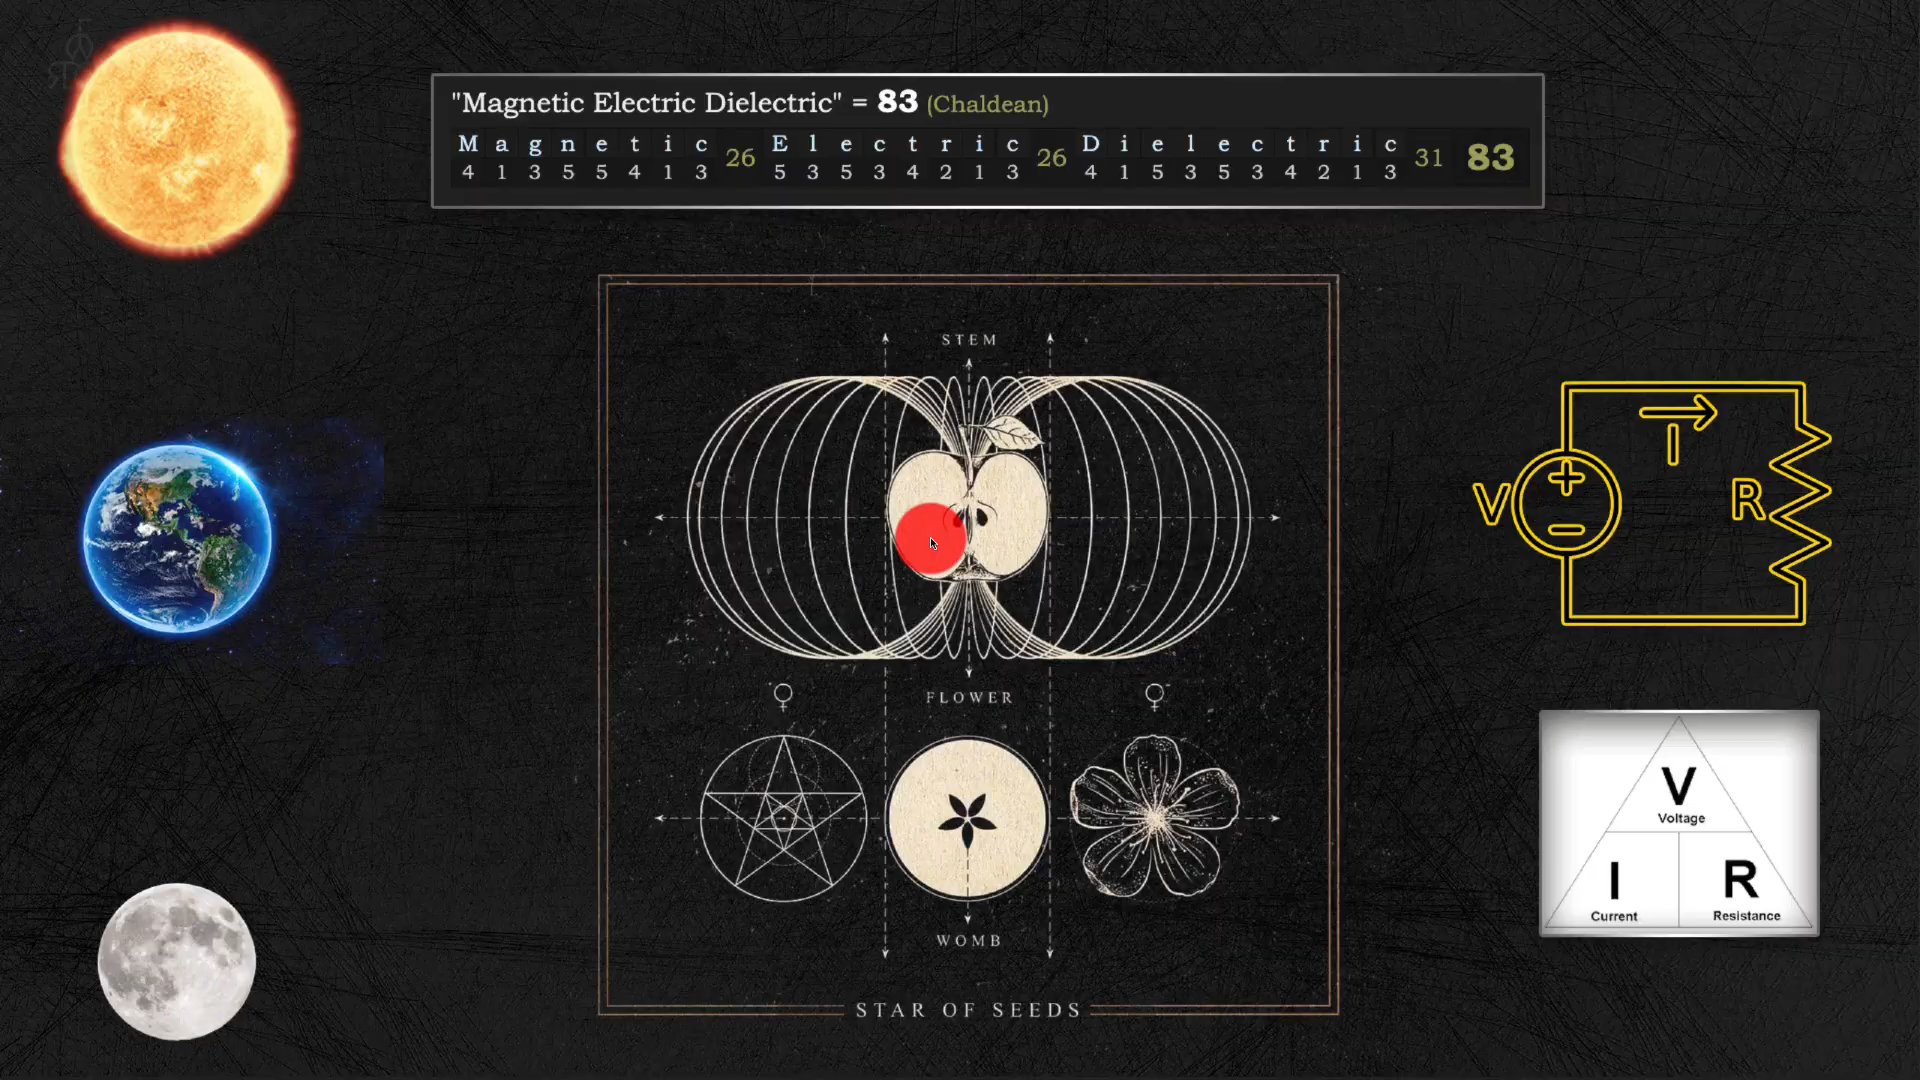 "Magnetic Electric Dielectric" = 83 (Chaldean)
M a g n e t i c 26 E l e c t r i c 26 D i e l e c t r i c 31 83
4 1 3 5 5 4 1 3 5 3 5 3 4 2 1 3 4 1 5 3 5 3 4 2 1 3
STEM
FLOWER
WOMB
STAR OF SEEDS
I
V
R
V
Voltage
I R
Current Resistance